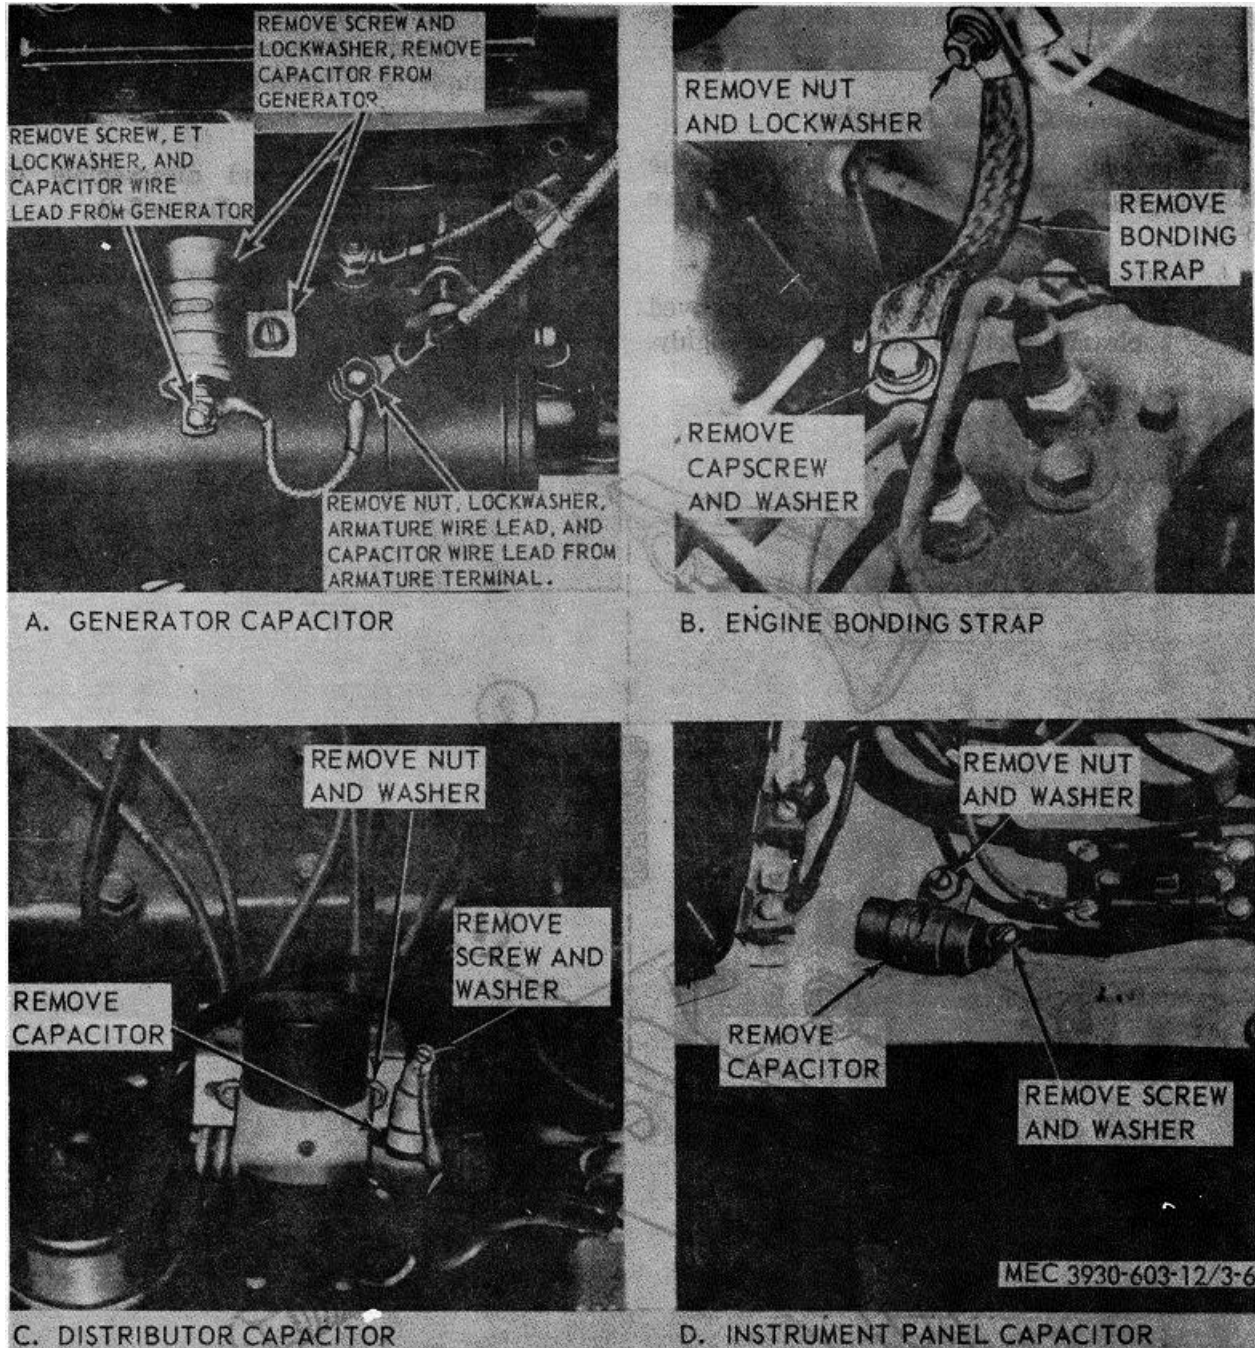 REMOVE SCREW AND
LOCKWASHER, REMOVE
CAPACITOR FROM
GENERATOR.
REMOVE SCREW, ET
LOCKWASHER, AND
CAPACITOR WIRE
LEAD FROM GENERATOR
REMOVE NUT, LOCKWASHER,
ARMATURE WIRE LEAD, AND
CAPACITOR WIRE LEAD FROM
ARMATURE TERMINAL.
A. GENERATOR CAPACITOR
REMOVE NUT
AND LOCKWASHER
REMOVE
BONDING
STRAP
REMOVE
CAPSCREW
AND WASHER
B. ENGINE BONDING STRAP
REMOVE NUT
AND WASHER
REMOVE
SCREW AND
WASHER
REMOVE
CAPACITOR
C. DISTRIBUTOR CAPACITOR
REMOVE NUT
AND WASHER
REMOVE
CAPACITOR
REMOVE SCREW
AND WASHER
MEC 3930-603-12/3-6
D. INSTRUMENT PANEL CAPACITOR